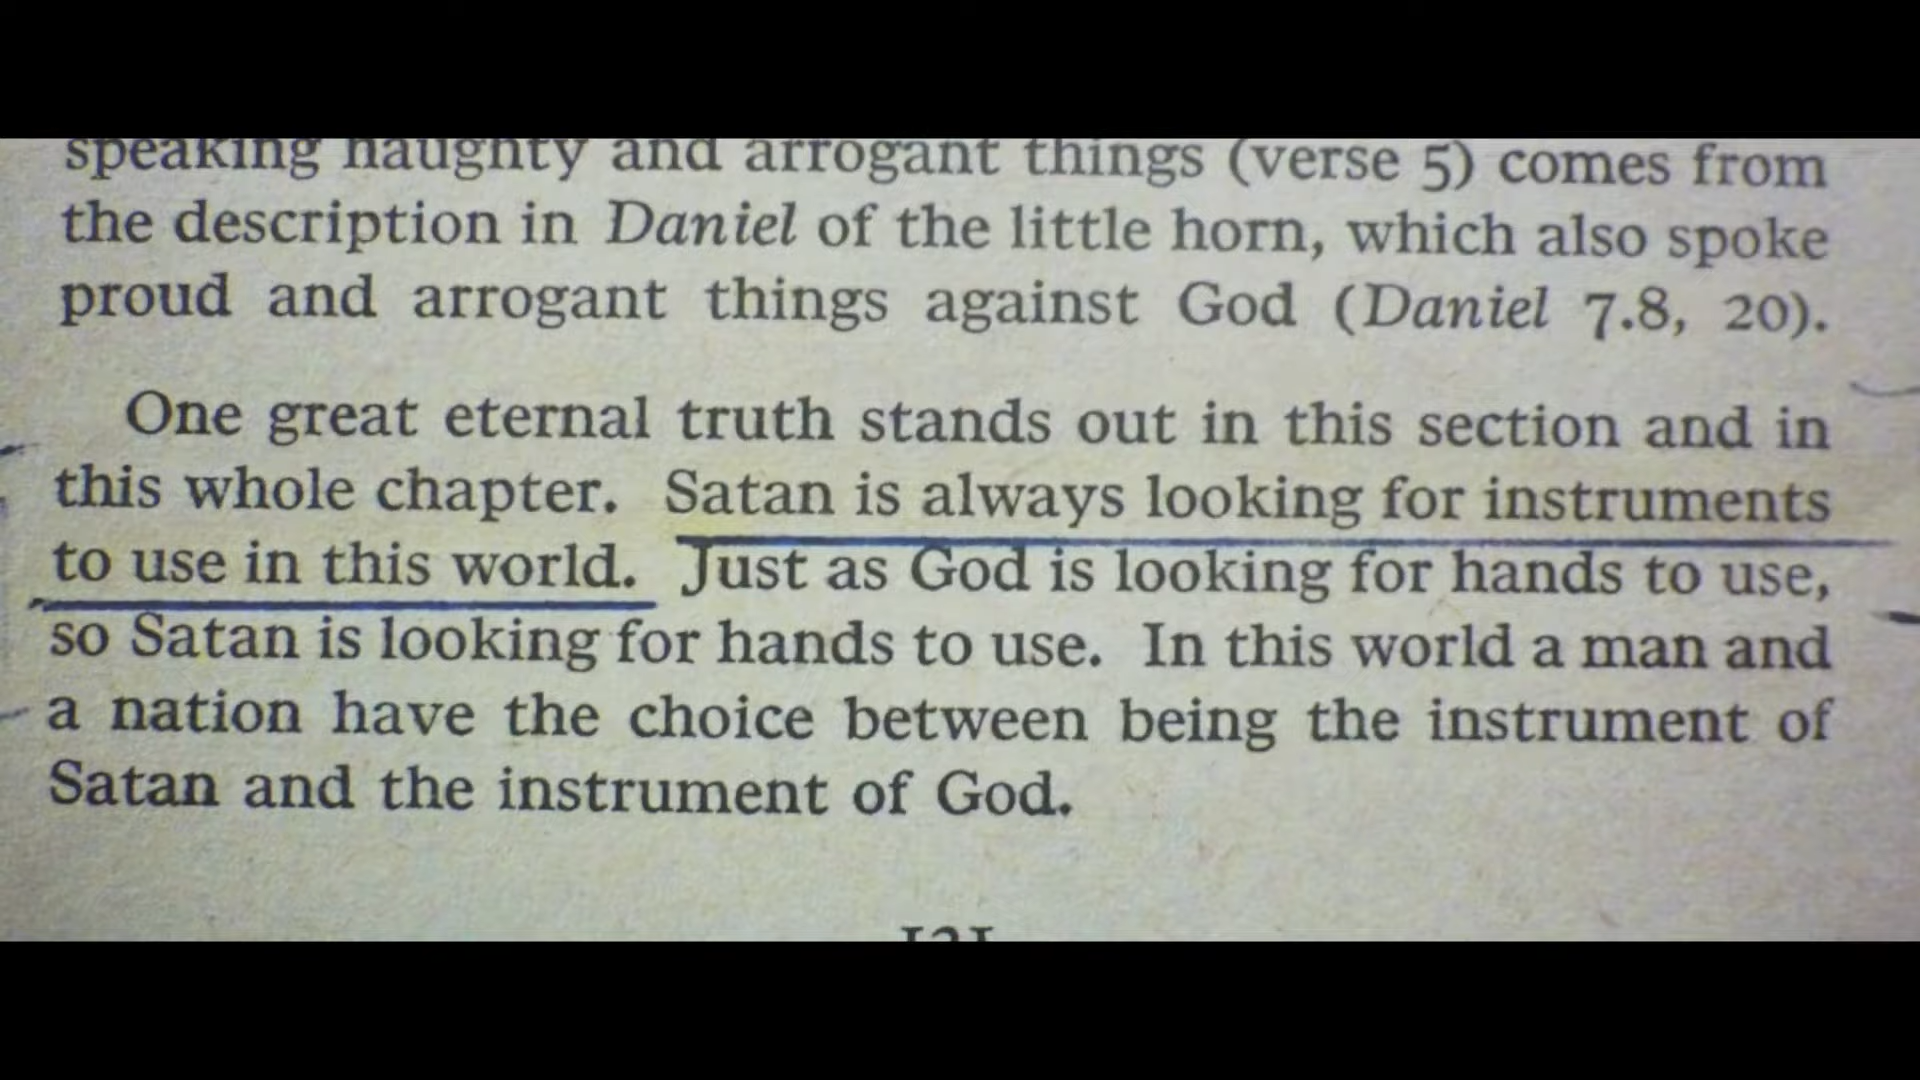 speaking haughty and arrogant things (verse 5) comes from
the description in Daniel of the little horn, which also spoke
proud and arrogant things against God (Daniel 7.8, 20).
One great eternal truth stands out in this section and in
this whole chapter. Satan is always looking for instruments
to use in this world. Just as God is looking for hands to use,
so Satan is looking for hands to use. In this world a man and
a nation have the choice between being the instrument of
Satan and the instrument of God.